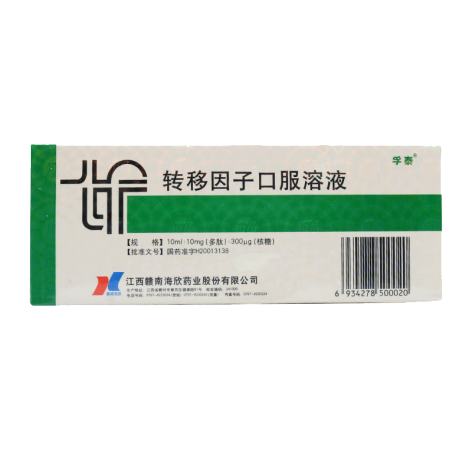 孚泰®
转移因子口服溶液
【规　格】10ml:10mg(多肽):300μg(核糖)
【批准文号】国药准字H20013138
江西赣南海欣药业股份有限公司
6 934278 500020